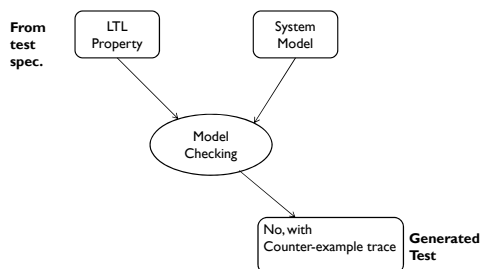 From
test
spec.
LTL
Property
System
Model
Model
Checking
No, with
Counter-example trace
Generated
Test